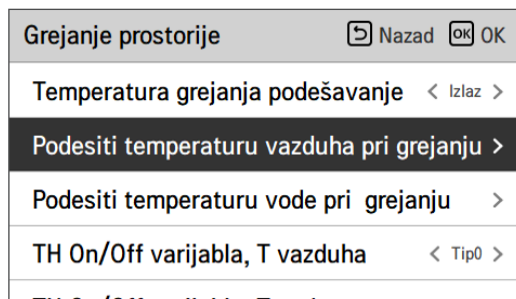 Grejanje prostorije Nazad OK OK
Temperatura grejanja podešavanje < Izlaz >
Podesiti temperaturu vazduha pri grejanju >
Podesiti temperaturu vode pri grejanju >
TH On/Off varijabla, T vazduha < Tip0 >